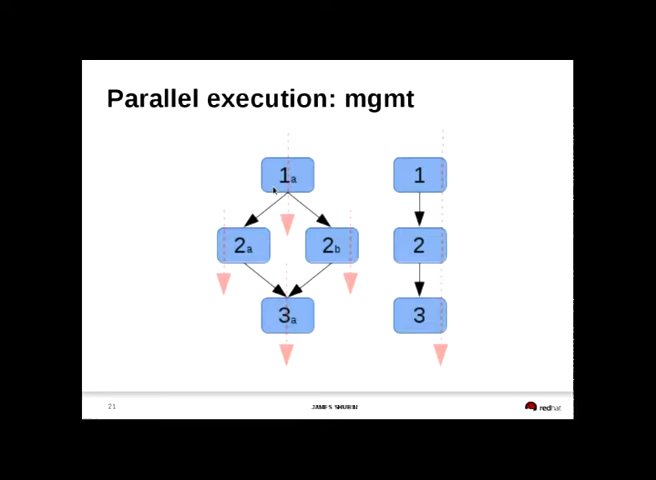 Parallel execution: mgmt
1a
1
2a
2b
2
3a
3
21
JAMES SHUBIN
redhat